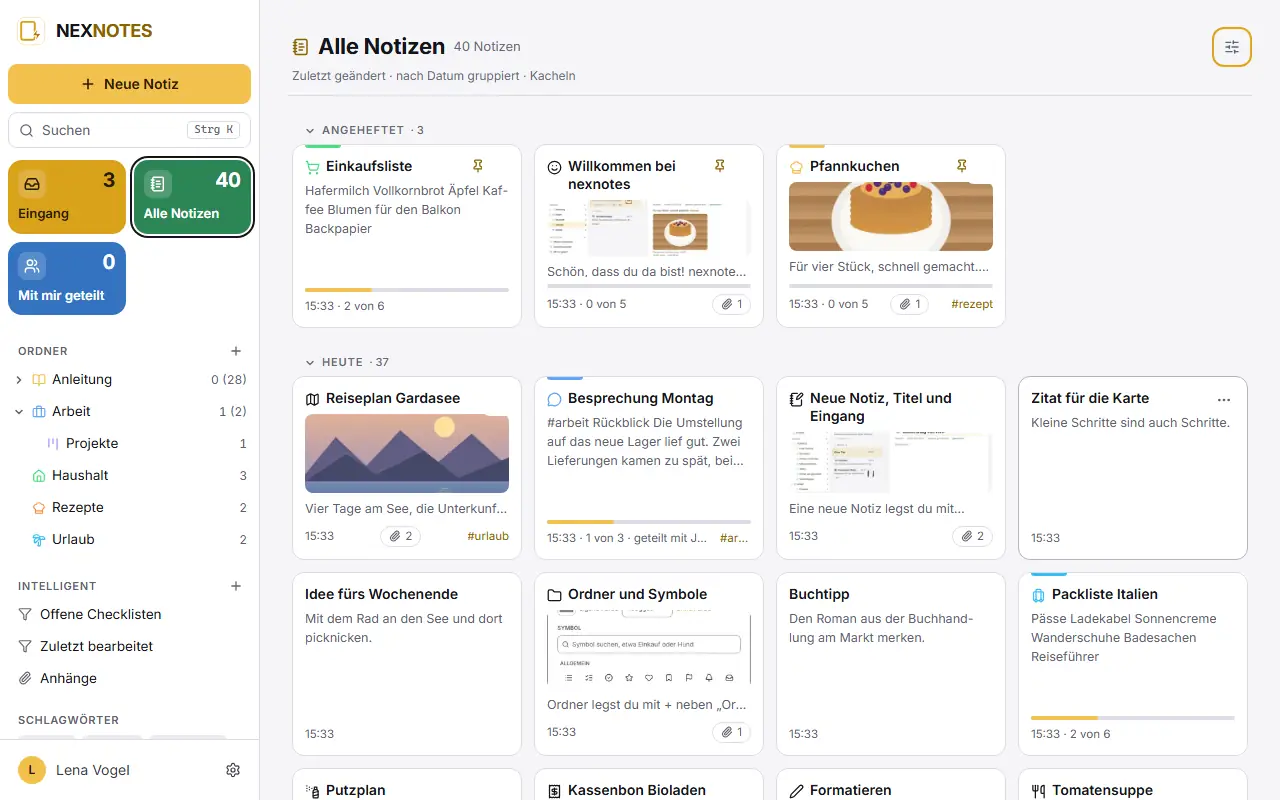 NEXNOTES
Neue Notiz
Suchen
Strg K
3
Eingang
40
Alle Notizen
0
Mit mir geteilt
ORDNER
Anleitung
0 (28)
Arbeit
1 (2)
Projekte
1
Haushalt
3
Rezepte
2
Urlaub
2
INTELLIGENT
Offene Checklisten
Zuletzt bearbeitet
Anhänge
SCHLAGWÖRTER
L
Lena Vogel
Alle Notizen 40 Notizen
Zuletzt geändert · nach Datum gruppiert · Kacheln
ANGEHEFTET · 3
Einkaufsliste
Hafermilch Vollkornbrot Äpfel Kaf-
fee Blumen für den Balkon
Backpapier
15:33 · 2 von 6
Willkommen bei
nexnotes
Schön, dass du da bist! nexnote...
15:33 · 0 von 5
1
Pfannkuchen
Für vier Stück, schnell gemacht....
15:33 · 0 von 5
1
#rezept
HEUTE · 37
Reiseplan Gardasee
Vier Tage am See, die Unterkunf...
15:33
2
#urlaub
Besprechung Montag
#arbeit Rückblick Die Umstellung
auf das neue Lager lief gut. Zwei
Lieferungen kamen zu spät, bei...
15:33 · 1 von 3 · geteilt mit J...
#ar...
Neue Notiz, Titel und
Eingang
Eine neue Notiz legst du mit...
15:33
2
Zitat für die Karte
Kleine Schritte sind auch Schritte.
15:33
Idee fürs Wochenende
Mit dem Rad an den See und dort
picknicken.
15:33
Ordner und Symbole
SYMBOL
Symbol suchen, etwa Einkauf oder Hund
ALLGEMEIN
Ordner legst du mit + neben „Or...
15:33
1
Buchtipp
Den Roman aus der Buchhand-
lung am Markt merken.
15:33
Packliste Italien
Pässe Ladekabel Sonnencreme
Wanderschuhe Badesachen
Reiseführer
15:33 · 2 von 6
Putzplan
Kassenbon Bioladen
Formatieren
Tomatensuppe